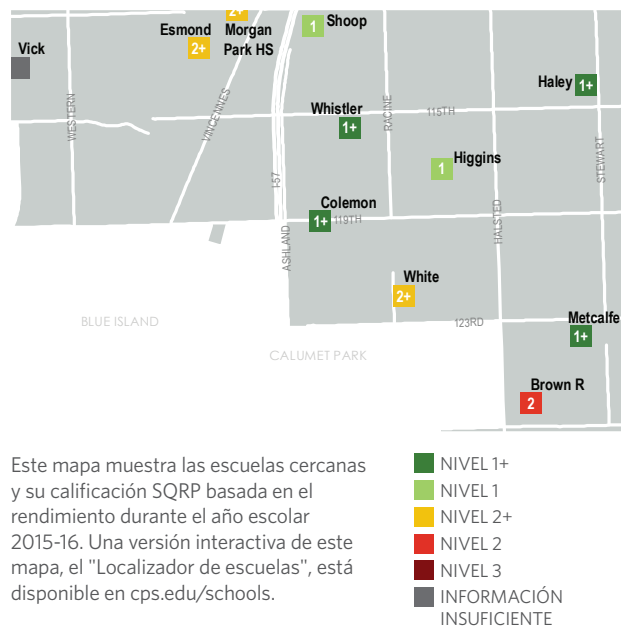 2+
Shoop
1
Esmond
2+
Morgan
Park HS
Vick
Haley
1+
Whistler
1+
115TH
RACINE
WESTERN
VINCENNES
I-57
STEWART
Higgins
1
Colemon
1+
119TH
HALSTED
ASHLAND
White
2+
BLUE ISLAND
123RD
Metcalfe
1+
CALUMET PARK
Brown R
2
Este mapa muestra las escuelas cercanas
y su calificación SQRP basada en el
rendimiento durante el año escolar
2015-16. Una versión interactiva de este
mapa, el "Localizador de escuelas", está
disponible en cps.edu/schools.
NIVEL 1+
NIVEL 1
NIVEL 2+
NIVEL 2
NIVEL 3
INFORMACIÓN
INSUFICIENTE